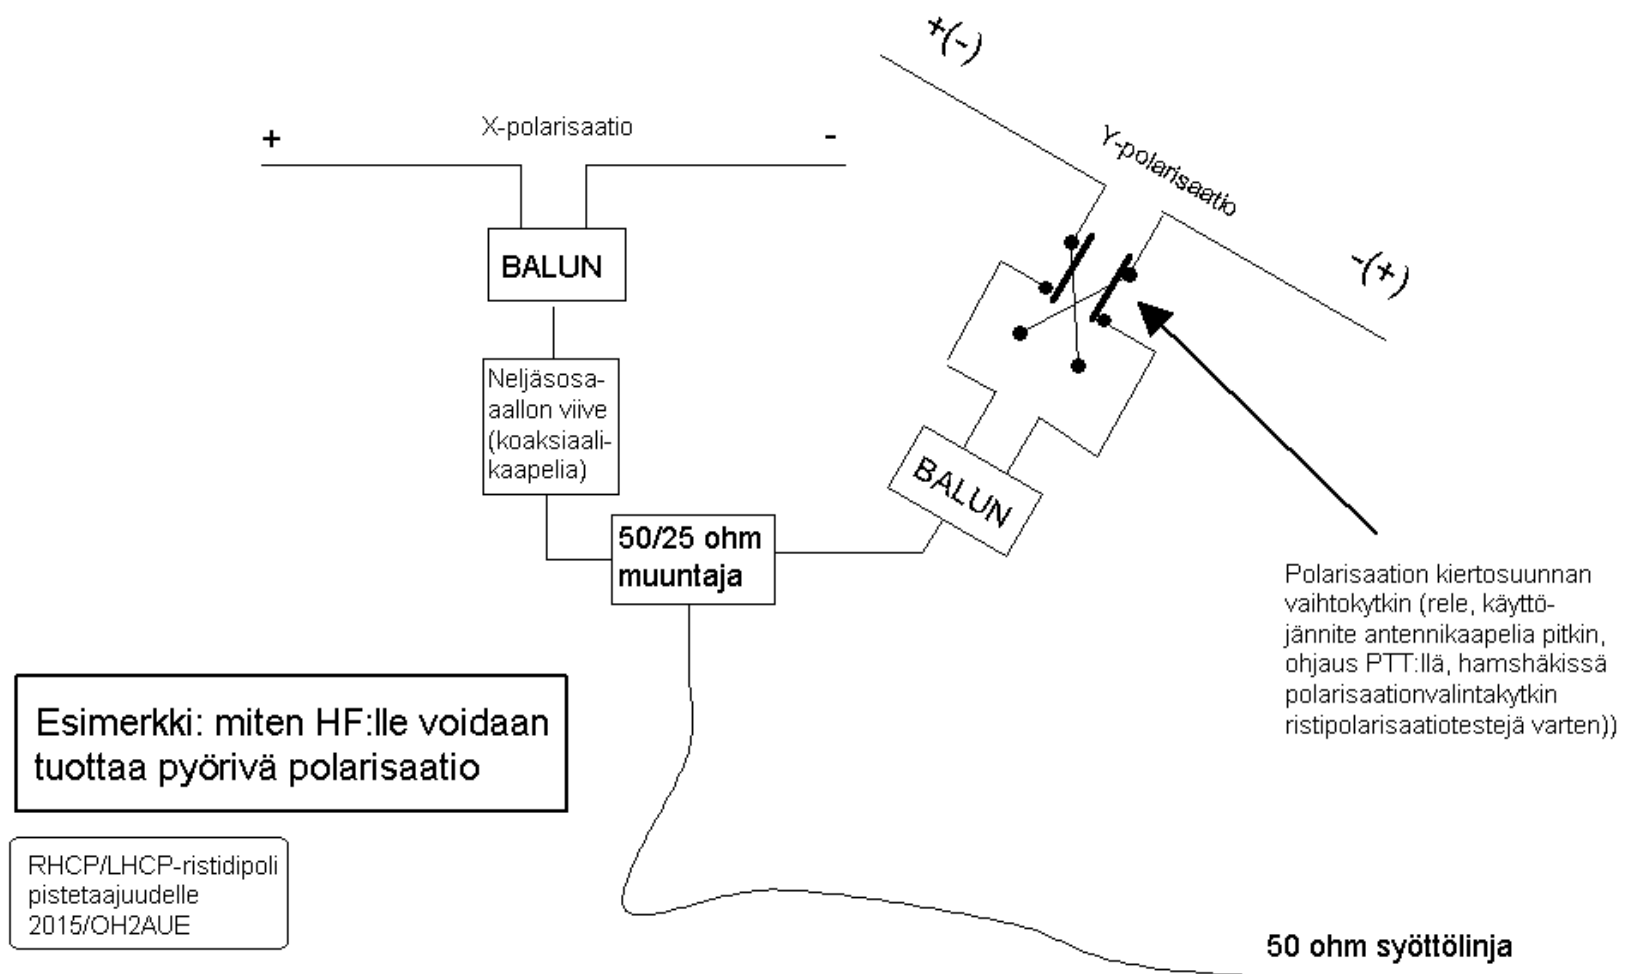 +(-)
X-polarisaatio
+
-
Y-polarisaatio
-(+)
BALUN
Neljäsosa-
aallon viive
(koaksiaali-
kaapelia)
BALUN
50/25 ohm
muuntaja
Polarisaation kiertosuunnan
vaihtokytkin (rele, käyttö-
jännite antennikaapelia pitkin,
ohjaus PTT:llä, hamshäkissä
polarisaationvalintakytkin
ristipolarisaatiotestejä varten))
Esimerkki: miten HF:lle voidaan
tuottaa pyörivä polarisaatio
RHCP/LHCP-ristidipoli
pistetaajuudelle
2015/OH2AUE
50 ohm syöttölinja